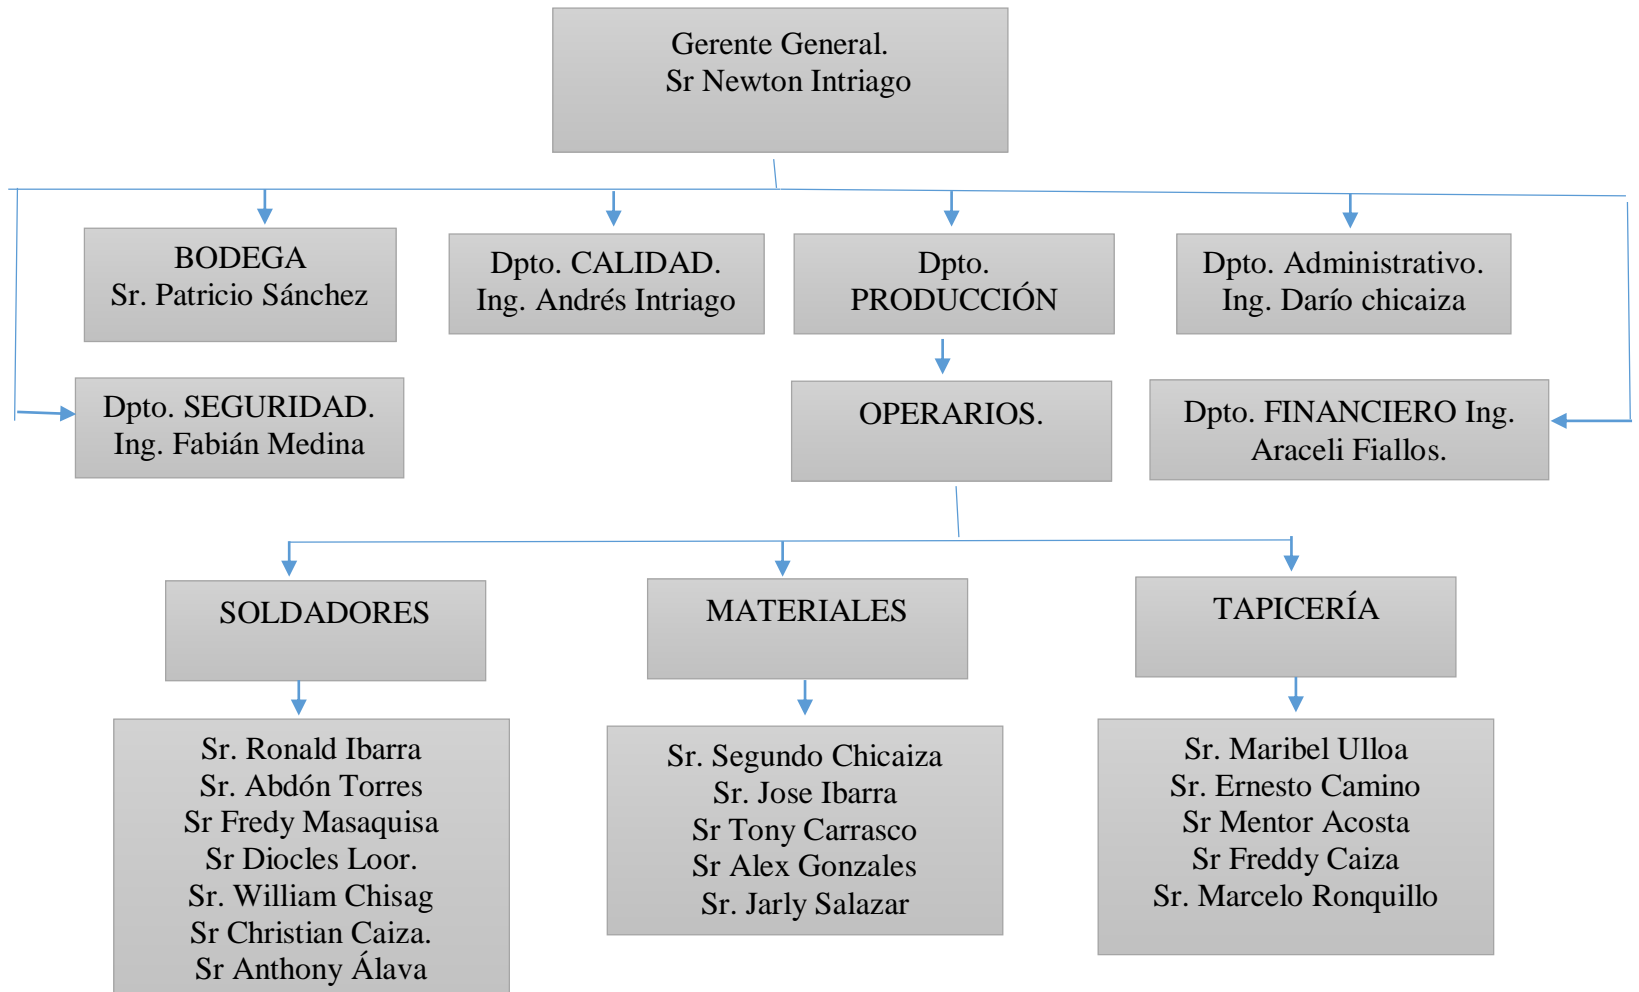 Gerente General.
Sr Newton Intriago
BODEGA
Sr. Patricio Sánchez
Dpto. CALIDAD.
Ing. Andrés Intriago
Dpto.
PRODUCCIÓN
Dpto. Administrativo.
Ing. Darío chicaiza
Dpto. SEGURIDAD.
Ing. Fabián Medina
OPERARIOS.
Dpto. FINANCIERO Ing.
Araceli Fiallos.
SOLDADORES
MATERIALES
TAPICERÍA
Sr. Ronald Ibarra
Sr. Abdón Torres
Sr Fredy Masaquisa
Sr Diocles Loor.
Sr. William Chisag
Sr Christian Caiza.
Sr Anthony Álava
Sr. Segundo Chicaiza
Sr. Jose Ibarra
Sr Tony Carrasco
Sr Alex Gonzales
Sr. Jarly Salazar
Sr. Maribel Ulloa
Sr. Ernesto Camino
Sr Mentor Acosta
Sr Freddy Caiza
Sr. Marcelo Ronquillo